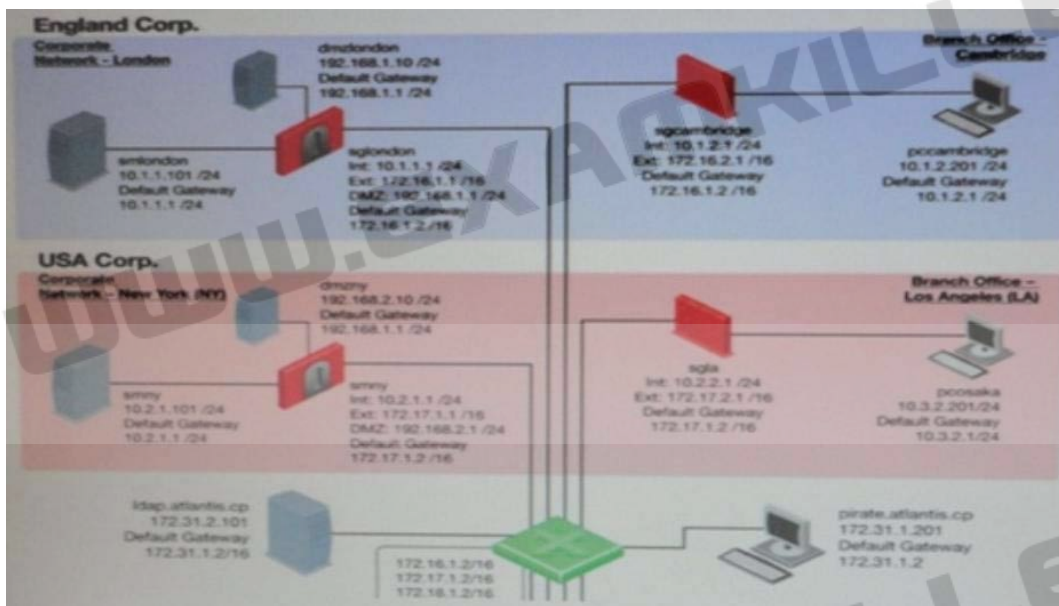 England Corp.
Corporate
Network - London
dmzlondon
192.168.1.10 /24
Default Gateway
192.168.1.1 /24
smlondon
10.1.1.101 /24
Default Gateway
10.1.1.1 /24
sglondon
Int: 10.1.1.1 /24
Ext: 172.16.1.1 /16
DMZ: 192.168.1.1 /24
Default Gateway
172.16.1.2 /16
sgcambridge
Int: 10.1.2.1 /24
Ext: 172.16.2.1 /16
Default Gateway
172.16.1.2 /16
Branch Office -
Cambridge
pccambridge
10.1.2.201 /24
Default Gateway
10.1.2.1 /24
USA Corp.
Corporate
Network - New York (NY)
dmzny
192.168.2.10 /24
Default Gateway
192.168.1.1 /24
smny
10.2.1.101 /24
Default Gateway
10.2.1.1 /24
smny
Int: 10.2.1.1 /24
Ext: 172.17.1.1 /16
DMZ: 192.168.2.1 /24
Default Gateway
172.17.1.2 /16
sgla
Int: 10.2.2.1 /24
Ext: 172.17.2.1 /16
Default Gateway
172.17.1.2 /16
Branch Office -
Los Angeles (LA)
pcosaka
10.3.2.201/24
Default Gateway
10.3.2.1/24
ldap.atlantis.cp
172.31.2.101
Default Gateway
172.31.1.2/16
172.16.1.2/16
172.17.1.2/16
172.18.1.2/16
pirate.atlantis.cp
172.31.1.201
Default Gateway
172.31.1.2